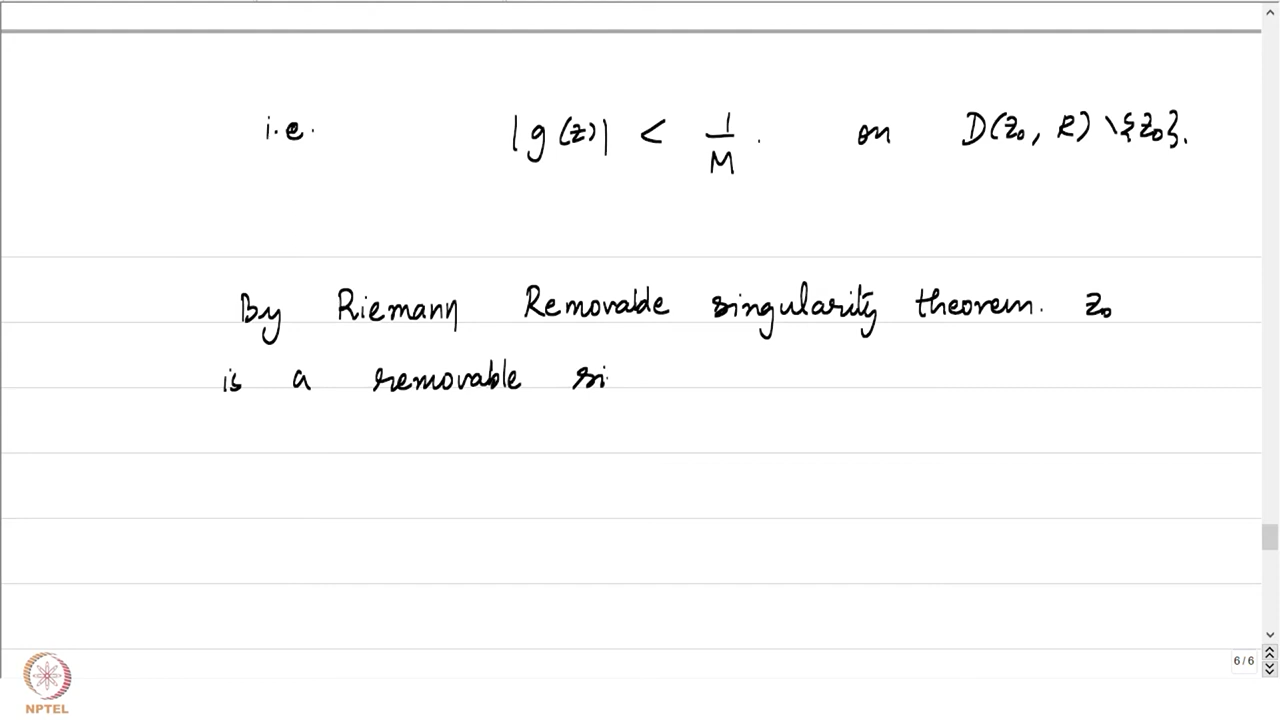 i.e. |g(z)| < 1/M . on D(z₀, R) \ {z₀}.
By Riemann Removable singularity theorem. z₀
is a removable si
6 / 6
NPTEL